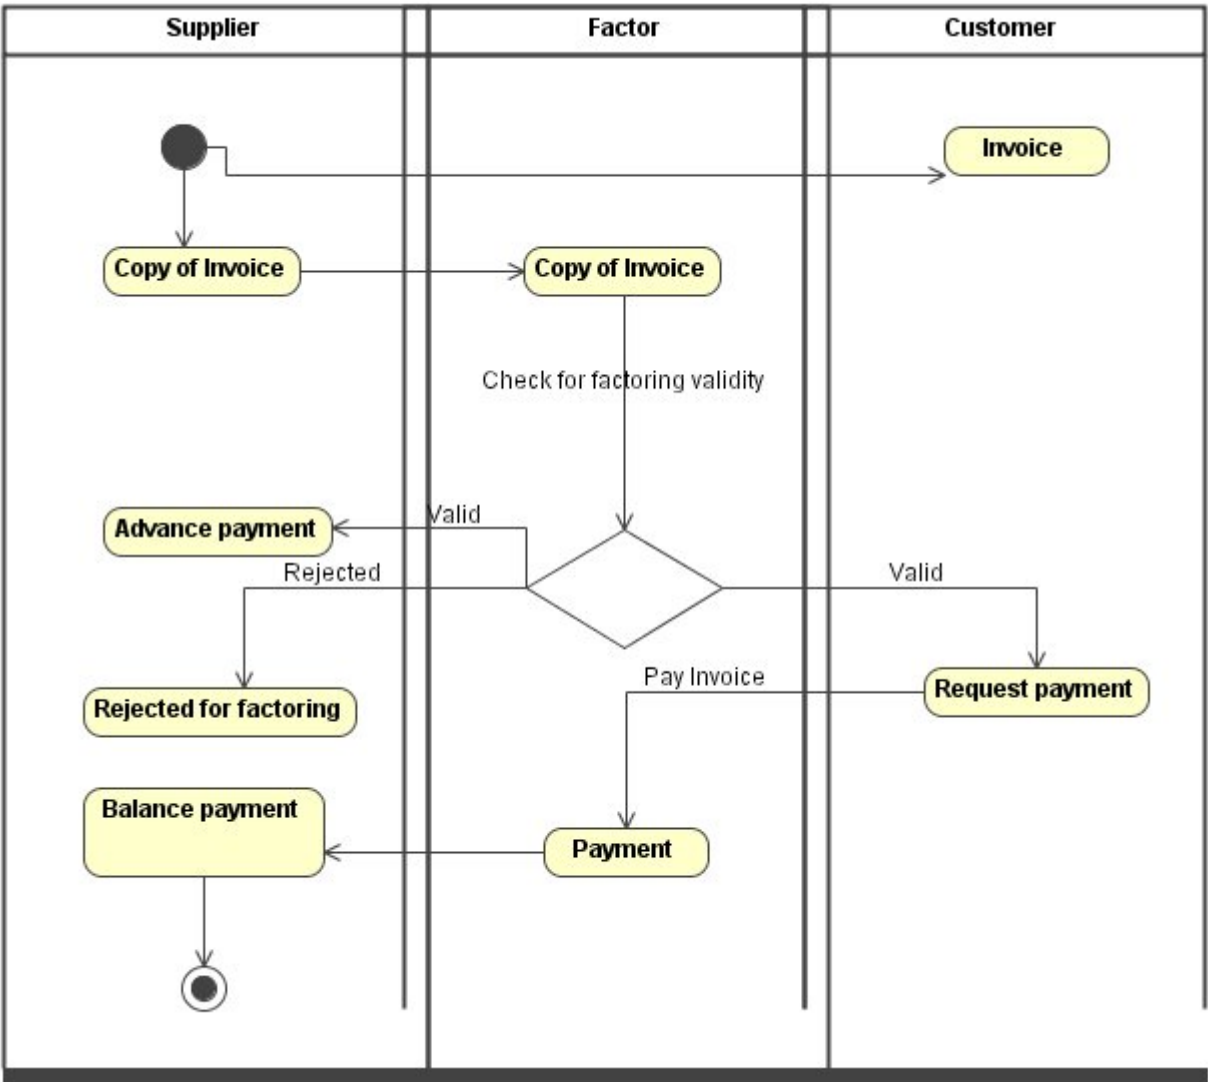 Supplier
Factor
Customer
Invoice
Copy of Invoice
Copy of Invoice
Check for factoring validity
Advance payment
Valid
Rejected
Valid
Pay Invoice
Request payment
Rejected for factoring
Balance payment
Payment